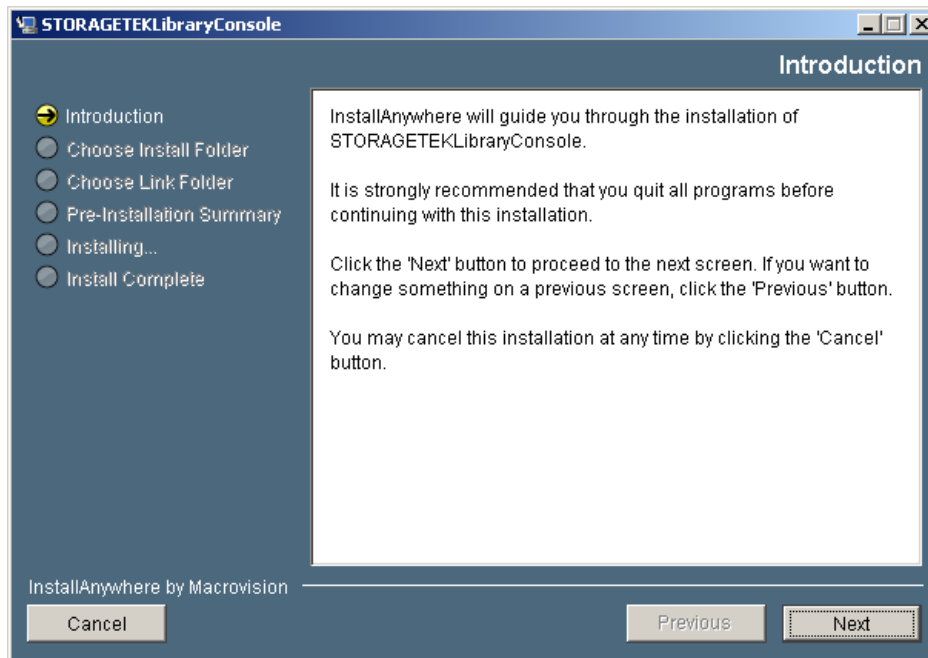 STORAGETEKLibraryConsole
Introduction
Introduction
Choose Install Folder
Choose Link Folder
Pre-Installation Summary
Installing...
Install Complete
InstallAnywhere will guide you through the installation of
STORAGETEKLibraryConsole.
It is strongly recommended that you quit all programs before
continuing with this installation.
Click the 'Next' button to proceed to the next screen. If you want to
change something on a previous screen, click the 'Previous' button.
You may cancel this installation at any time by clicking the 'Cancel'
button.
InstallAnywhere by Macrovision
Cancel
Previous
Next